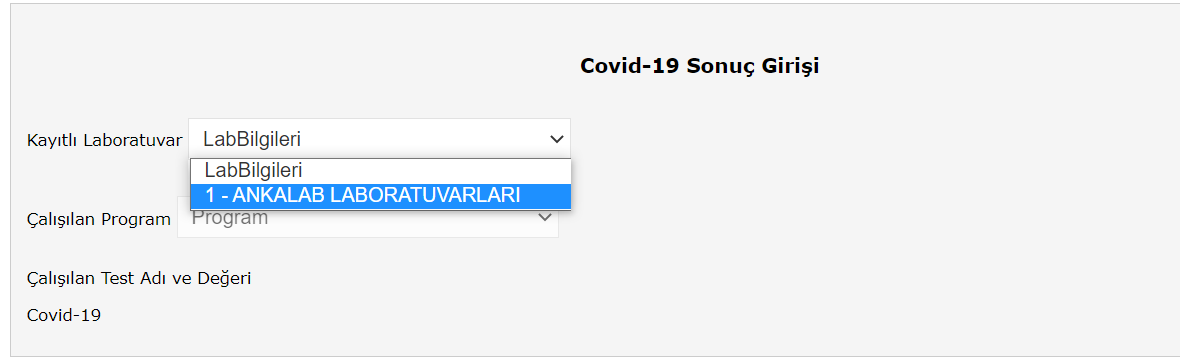 Covid-19 Sonuç Girişi
Kayıtlı Laboratuvar LabBilgileri
LabBilgileri
1 - ANKALAB LABORATUVARLARI
Çalışılan Program Program
Çalışılan Test Adı ve Değeri
Covid-19